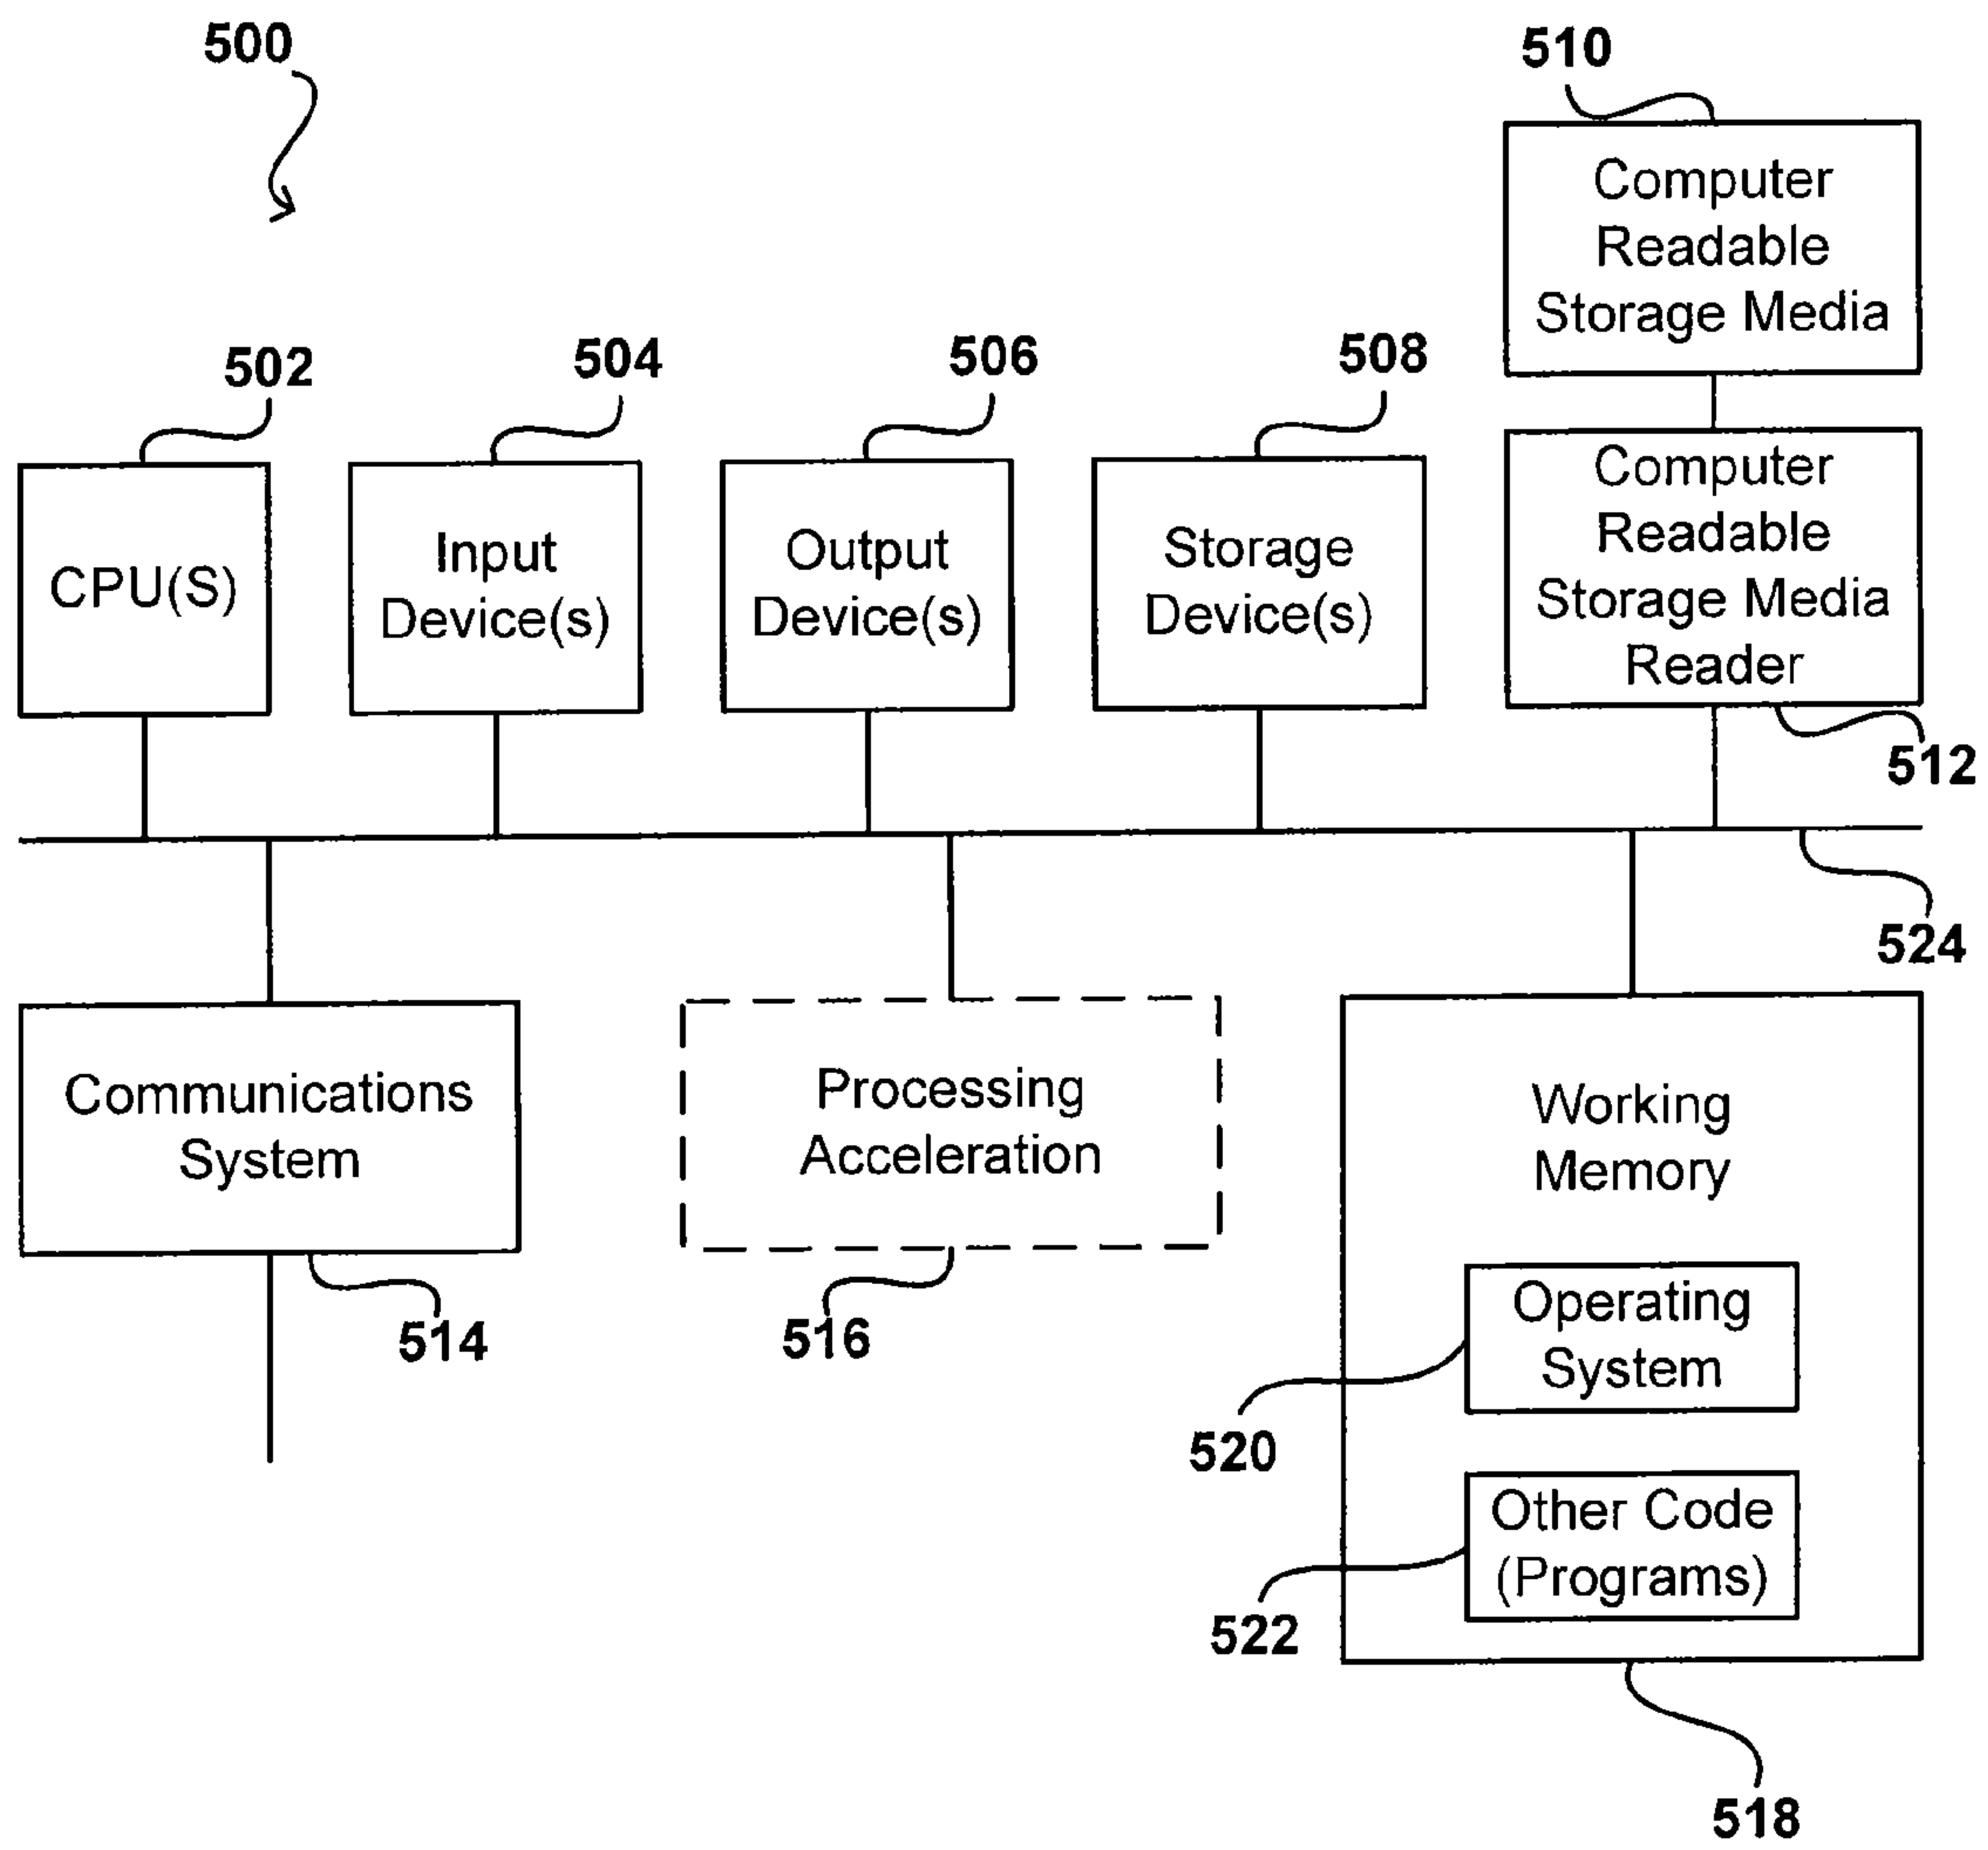 500
510
Computer
Readable
Storage Media
502
504
506
508
CPU(S)
Input
Device(s)
Output
Device(s)
Storage
Device(s)
Computer
Readable
Storage Media
Reader
512
524
Communications
System
514
Processing
Acceleration
516
Working
Memory
Operating
System
520
Other Code
(Programs)
522
518